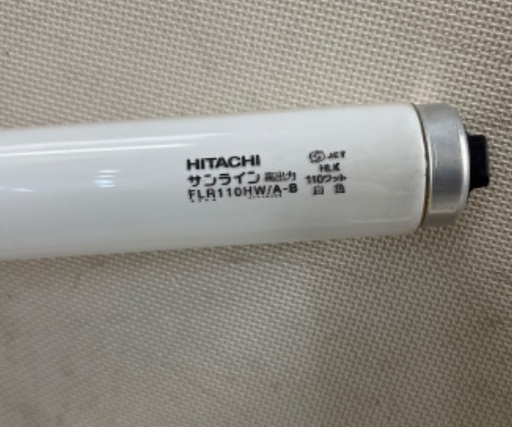 HITACHI
サンライン 高出力
FLR110HW/A-B
JET
HLK
110ワット
白色